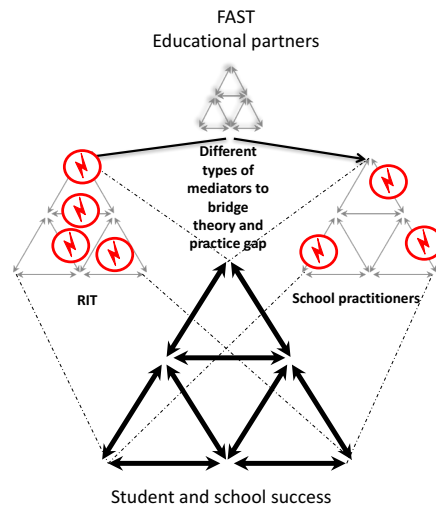 FAST
Educational partners
Different
types of
mediators to
bridge
theory and
practice gap
RIT
School practitioners
Student and school success